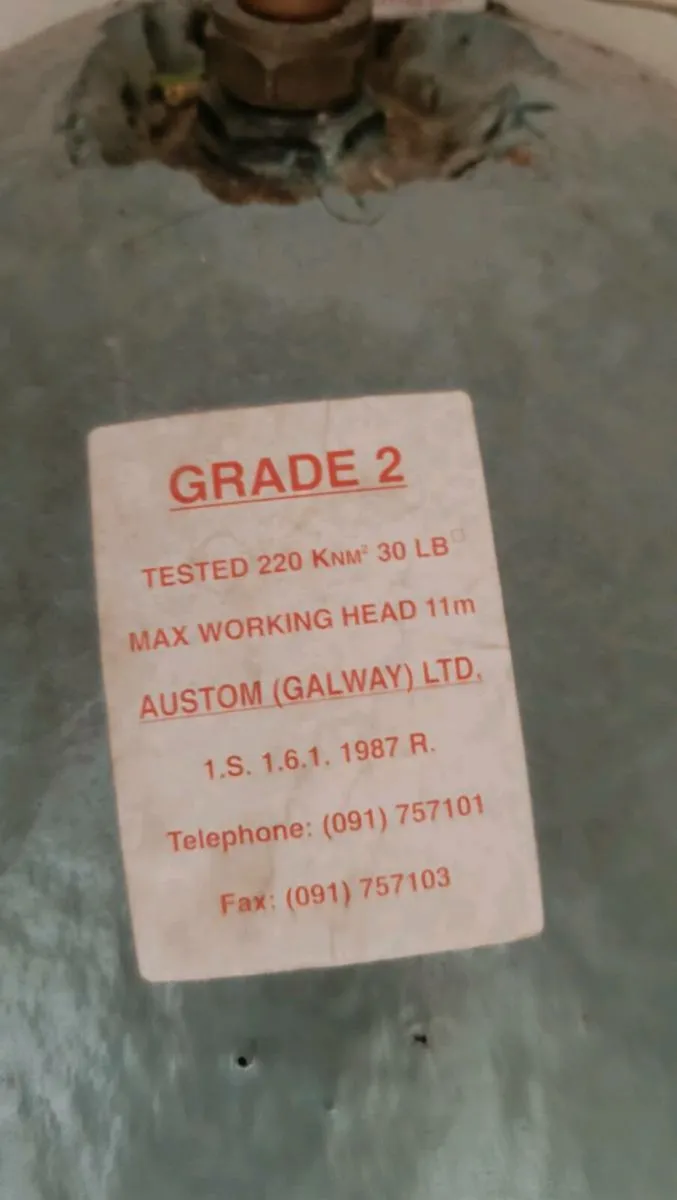 GRADE 2
TESTED 220 KNM² 30 LB□
MAX WORKING HEAD 11m
AUSTOM (GALWAY) LTD.
1.S. 1.6.1. 1987 R.
Telephone: (091) 757101
Fax: (091) 757103